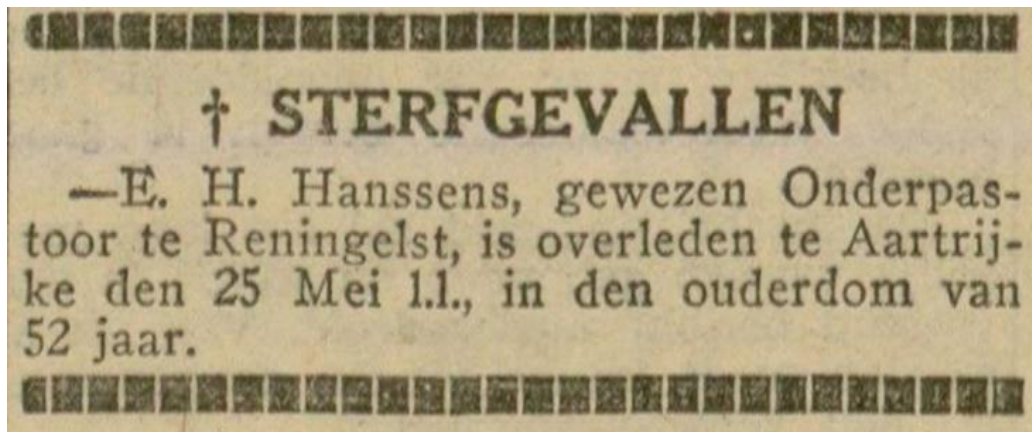 † STERFGEVALLEN
—E. H. Hanssens, gewezen Onderpas-
toor te Reningelst, is overleden te Aartrij-
ke den 25 Mei l.l., in den ouderdom van
52 jaar.